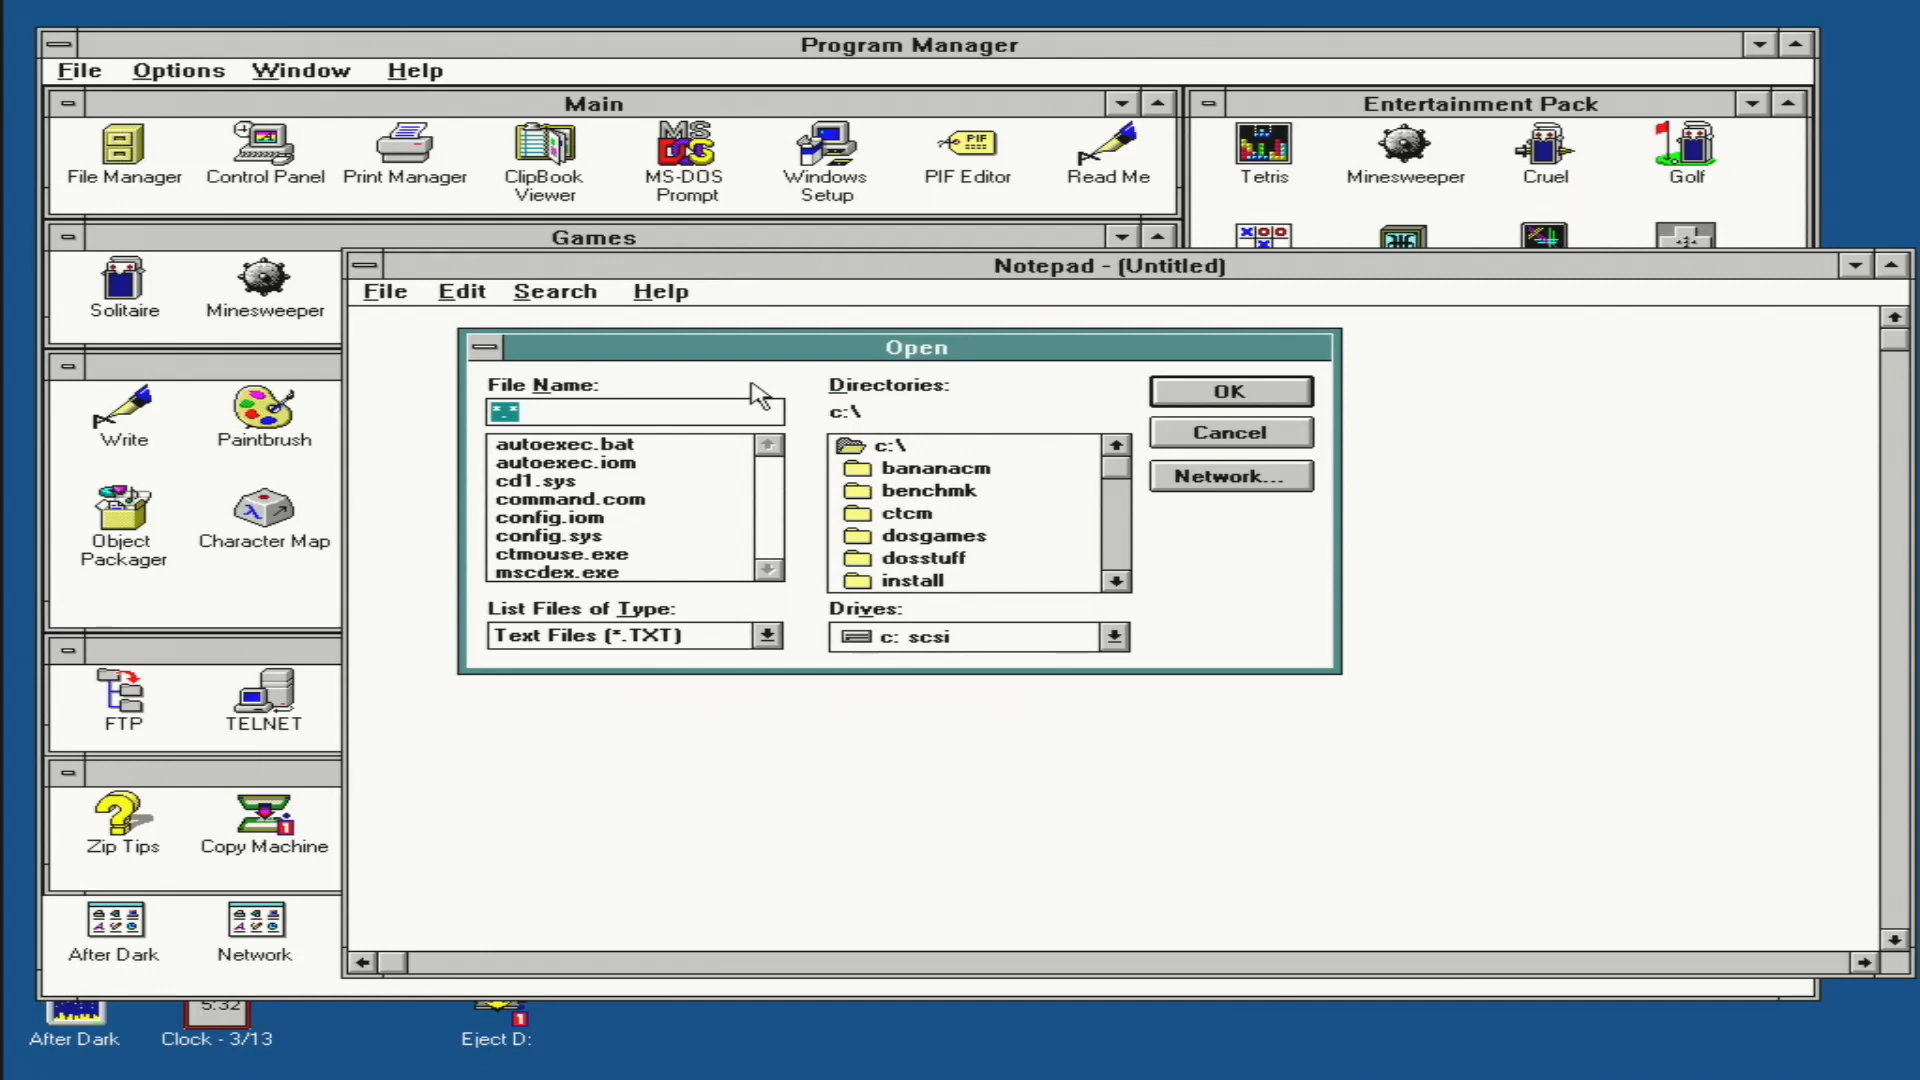 Program Manager
File Options Window Help
Main
File Manager
Control Panel
Print Manager
ClipBook Viewer
MS-DOS Prompt
Windows Setup
PIF Editor
Read Me
Entertainment Pack
Tetris
Minesweeper
Cruel
Golf
Games
Solitaire
Minesweeper
Write
Paintbrush
Object Packager
Character Map
FTP
TELNET
Zip Tips
Copy Machine
After Dark
Network
Notepad - (Untitled)
File Edit Search Help
Open
File Name:
*.*
autoexec.bat
autoexec.iom
cd1.sys
command.com
config.iom
config.sys
ctmouse.exe
mscdex.exe
List Files of Type:
Text Files (*.TXT)
Directories:
c:\
c:\
bananacm
benchmk
ctcm
dosgames
dosstuff
install
Drives:
c: scsi
OK
Cancel
Network...
After Dark
5:32
Clock - 3/13
Eject D: